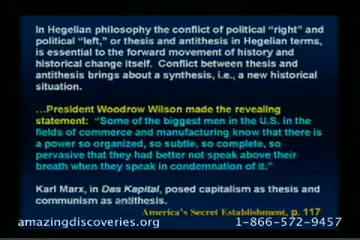 In Hegelian philosophy the conflict of political "right" and
political "left," or thesis and antithesis in Hegelian terms,
is essential to the forward movement of history and
historical change itself. Conflict between thesis and
antithesis brings about a synthesis, i.e., a new historical
situation.
…President Woodrow Wilson made the revealing
statement: "Some of the biggest men in the U.S. in the
fields of commerce and manufacturing know that there is
a power so organized, so subtle, so complete, so
pervasive that they had better not speak above their
breath when they speak in condemnation of it."
Karl Marx, in Das Kapital, posed capitalism as thesis and
communism as antithesis.
America's Secret Establishment, p. 117
amazingdiscoveries.org 1-866-572-9457